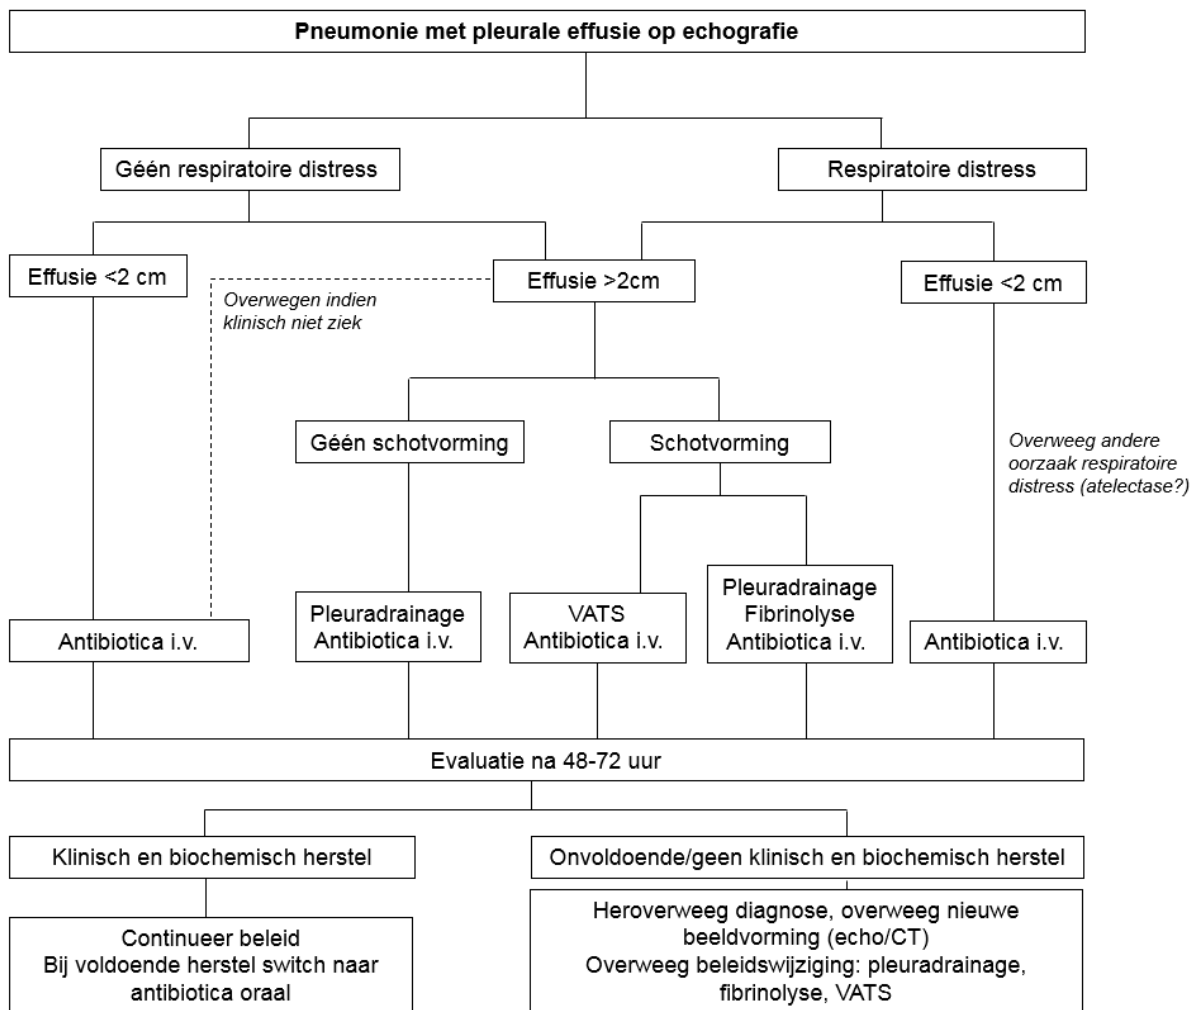 Pneumonie met pleurale effusie op echografie
Géén respiratoire distress
Respiratoire distress
Effusie <2 cm
Effusie >2cm
Effusie <2 cm
Overwegen indien
klinisch niet ziek
Géén schotvorming
Schotvorming
Overweeg andere
oorzaak respiratoire
distress (atelectase?)
Antibiotica i.v.
Pleuradrainage
Antibiotica i.v.
VATS
Antibiotica i.v.
Pleuradrainage
Fibrinolyse
Antibiotica i.v.
Antibiotica i.v.
Evaluatie na 48-72 uur
Klinisch en biochemisch herstel
Onvoldoende/geen klinisch en biochemisch herstel
Continueer beleid
Bij voldoende herstel switch naar
antibiotica oraal
Heroverweeg diagnose, overweeg nieuwe
beeldvorming (echo/CT)
Overweeg beleidswijziging: pleuradrainage,
fibrinolyse, VATS